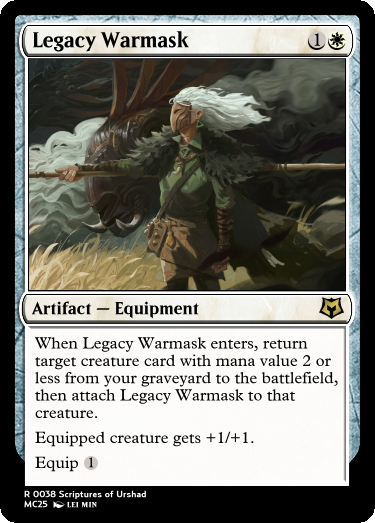 Legacy Warmask 1
Artifact — Equipment
When Legacy Warmask enters, return
target creature card with mana value 2 or
less from your graveyard to the battlefield,
then attach Legacy Warmask to that
creature.
Equipped creature gets +1/+1.
Equip 1
R 0038 Scriptures of Urshad
MC25 LEI MIN